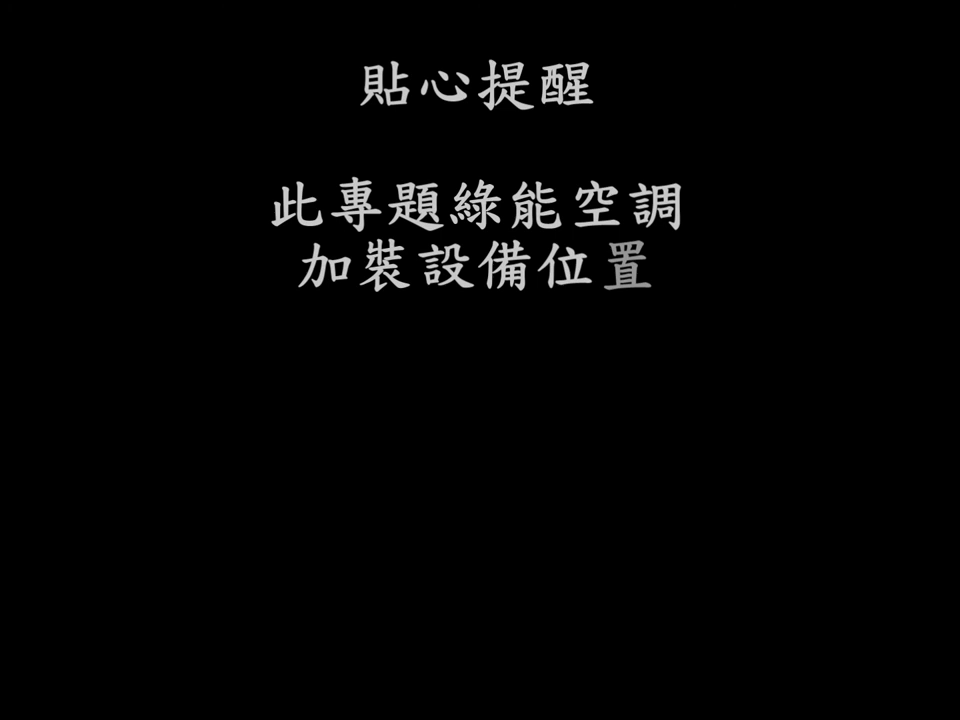 貼心提醒
此專題綠能空調
加裝設備位置